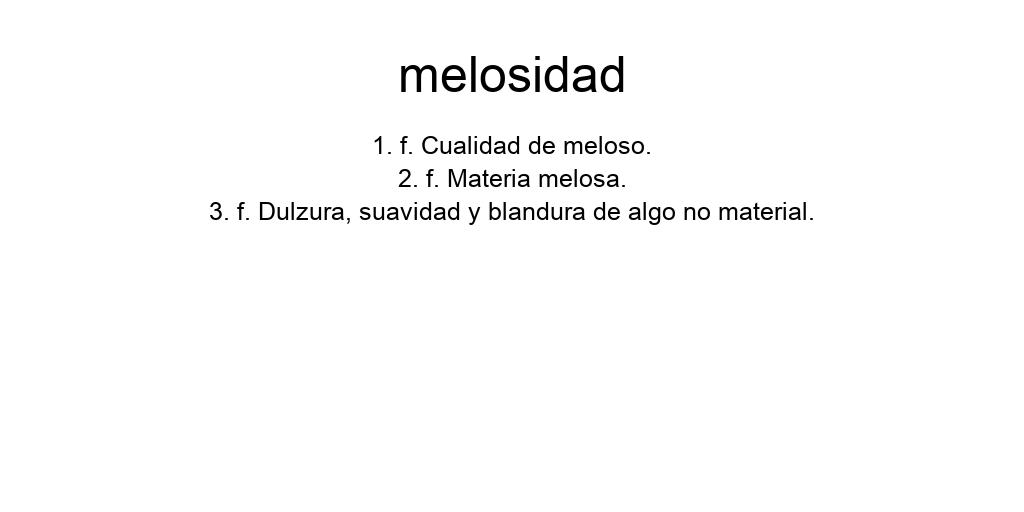 melosidad
1. f. Cualidad de meloso.
2. f. Materia melosa.
3. f. Dulzura, suavidad y blandura de algo no material.